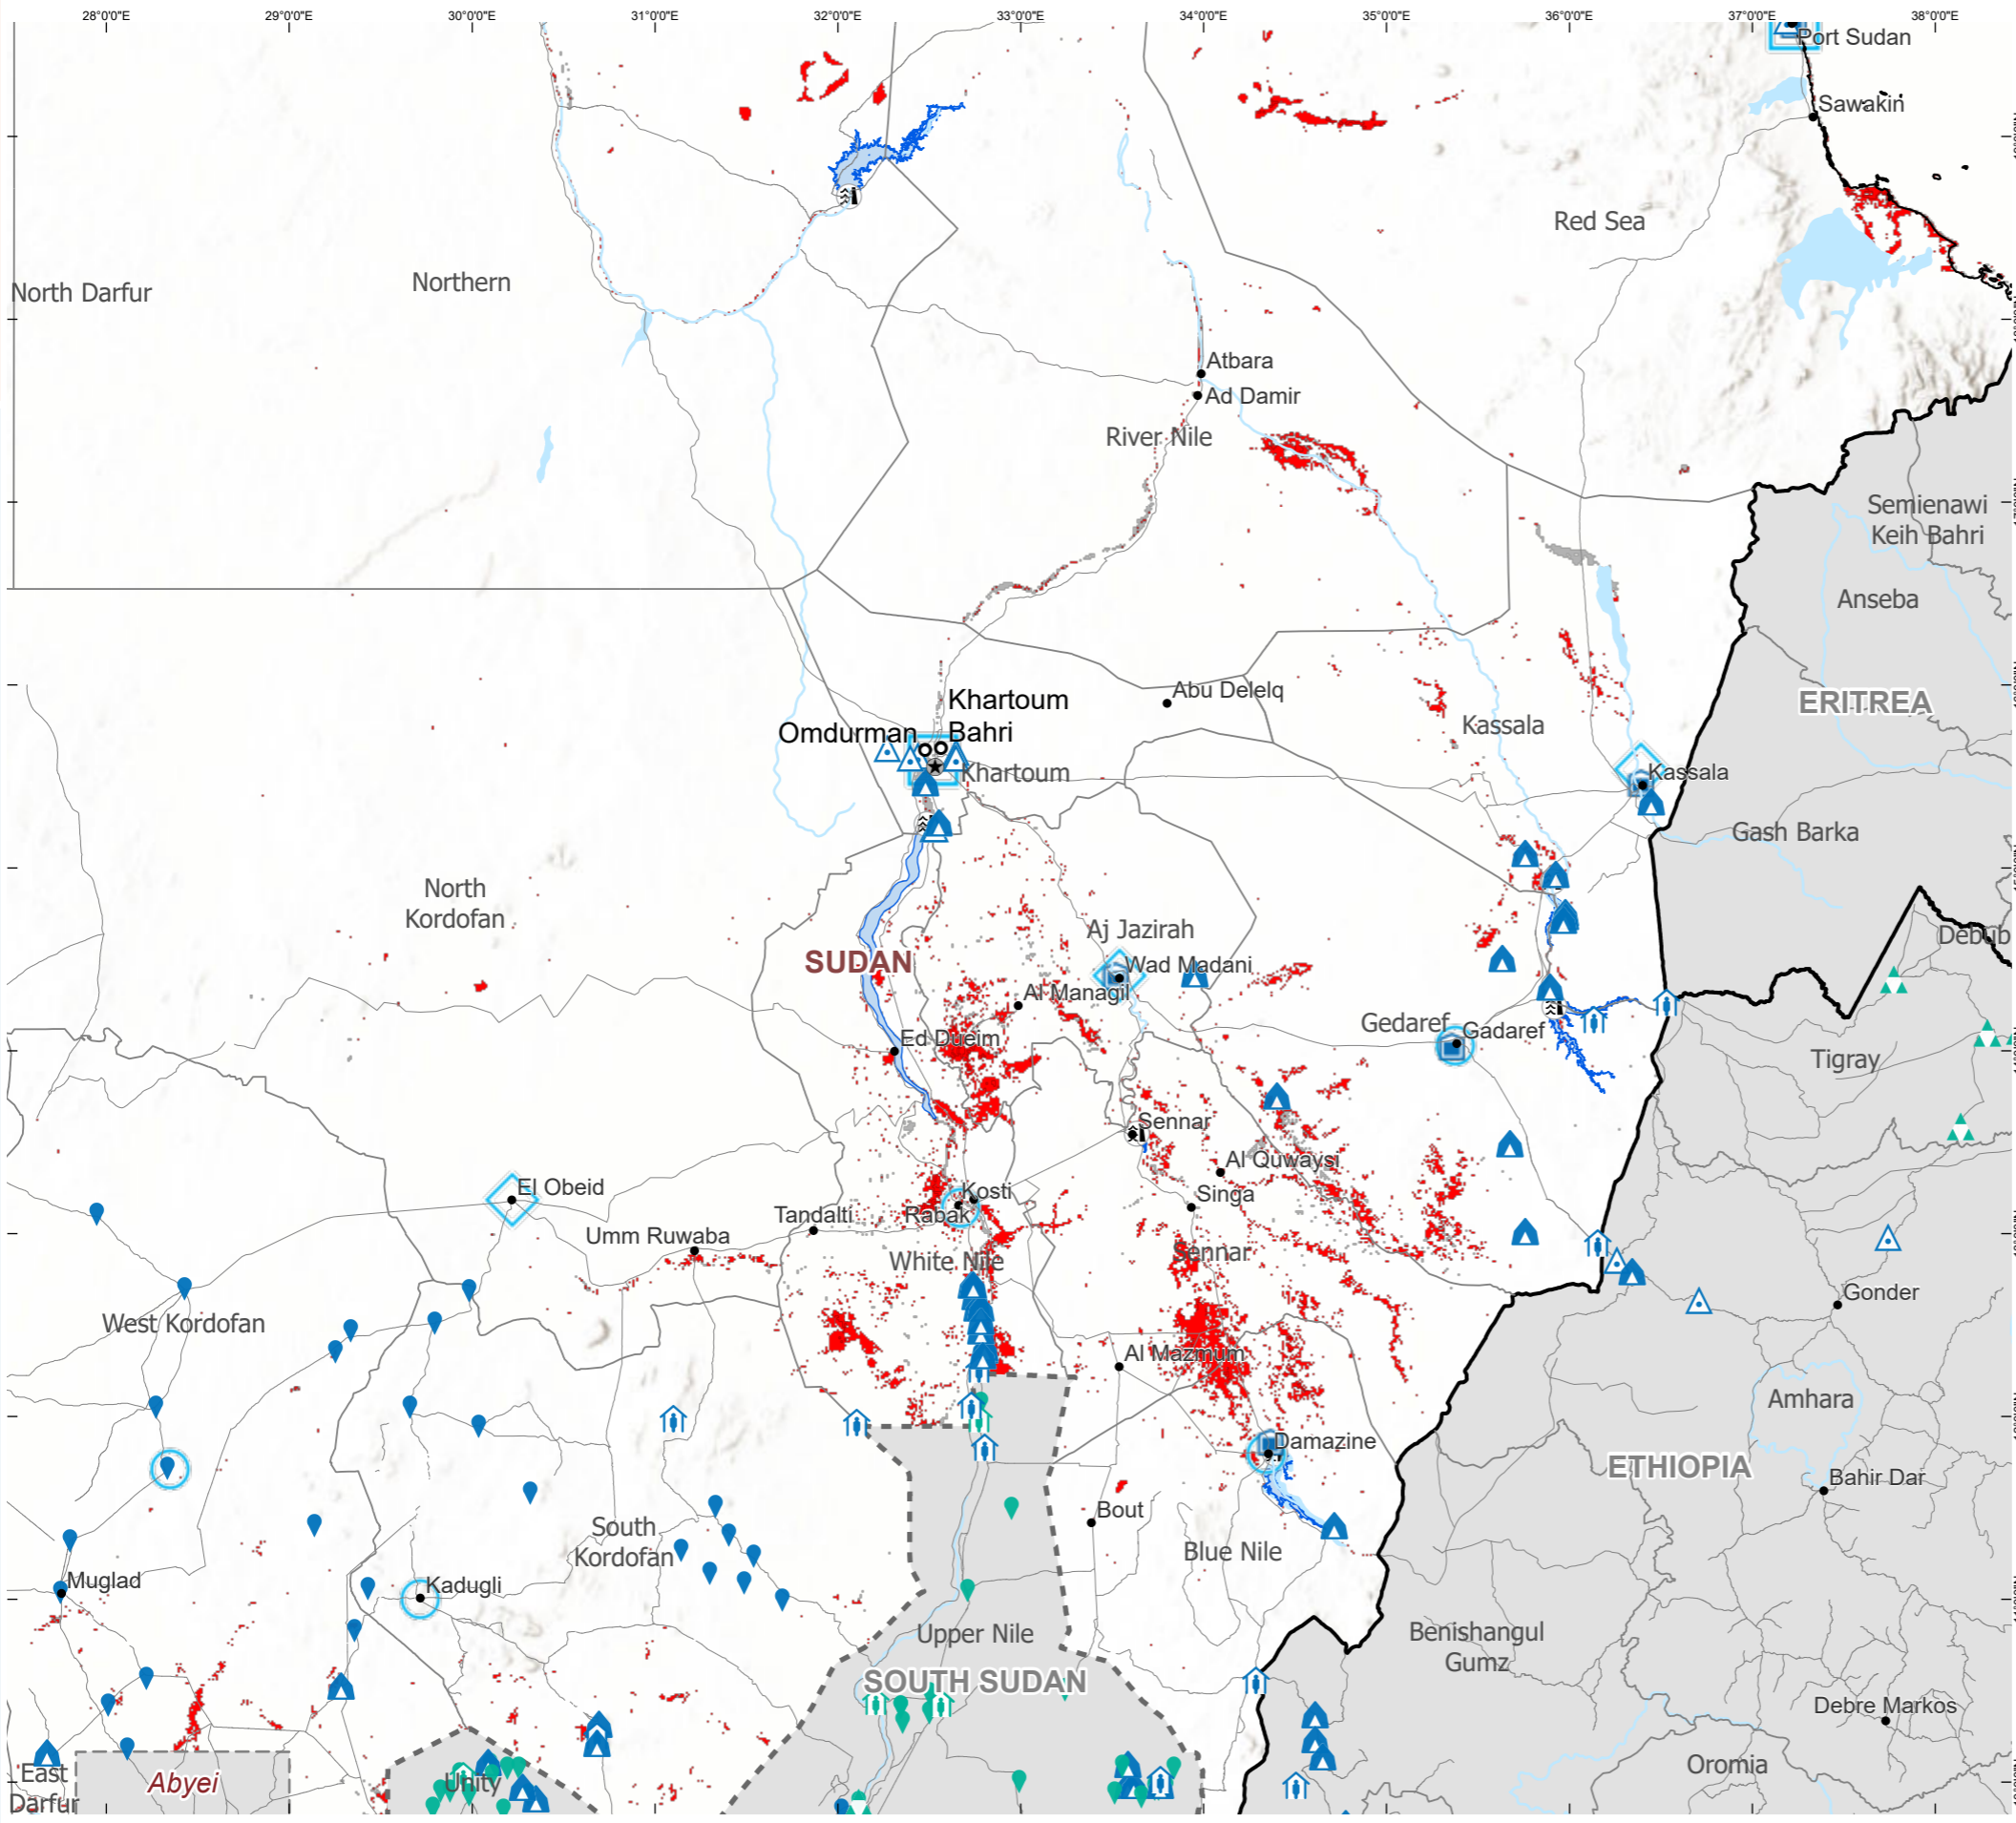 28°0'0"E
29°0'0"E
30°0'0"E
31°0'0"E
32°0'0"E
33°0'0"E
34°0'0"E
35°0'0"E
36°0'0"E
37°0'0"E
38°0'0"E
Port Sudan
Sawakin
Red Sea
North Darfur
Northern
Atbara
Ad Damir
River Nile
Semienawi
Keih Bahri
Anseba
ERITREA
Abu Delelq
Khartoum
Bahri
Omdurman
Khartoum
Kassala
Kassala
Gash Barka
North
Kordofan
Aj Jazirah
Debub
SUDAN
Wad Madani
Al Managil
Ed Dueim
Gedaref
Gadaref
Tigray
Sennar
Al Quwaysi
El Obeid
Kosti
Singa
Rabak
Tandalti
Umm Ruwaba
White Nile
Sennar
Gonder
West Kordofan
Al Mazmum
Amhara
Damazine
ETHIOPIA
Bahir Dar
Bout
South
Kordofan
Blue Nile
Muglad
Kadugli
Upper Nile
Benishangul
Gumz
SOUTH SUDAN
Debre Markos
Oromia
East
Darfur
Abyei
Unity